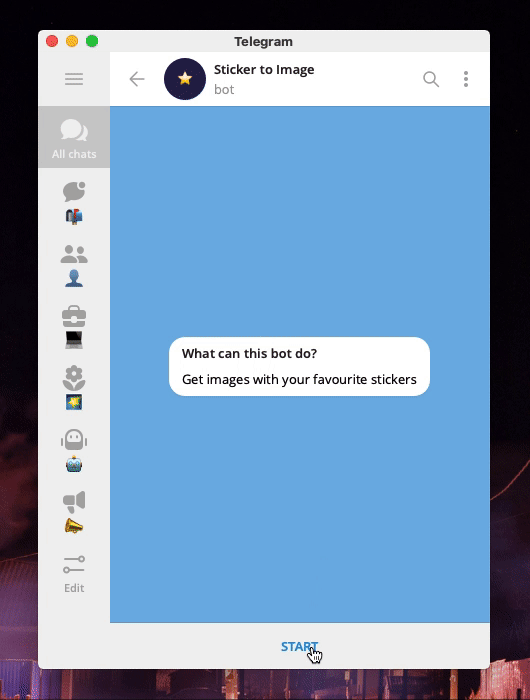 Telegram
Sticker to Image
bot
All chats
What can this bot do?
Get images with your favourite stickers
Edit
START